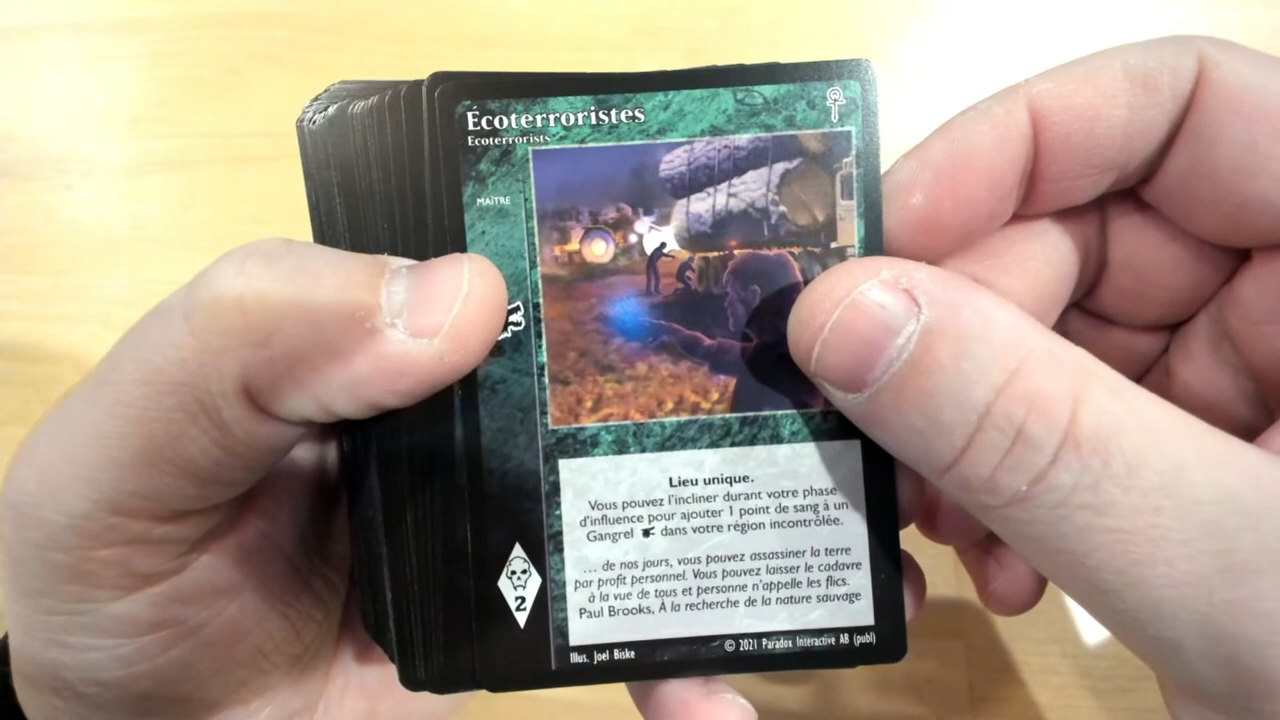 Écoterroristes
Ecoterrorists
MAÎTRE
Lieu unique.
Vous pouvez l'incliner durant votre phase
d'influence pour ajouter 1 point de sang à un
Gangrel dans votre région incontrôlée.
... de nos jours, vous pouvez assassiner la terre
par profit personnel. Vous pouvez laisser le cadavre
à la vue de tous et personne n'appelle les flics.
Paul Brooks, À la recherche de la nature sauvage
2
Illus. Joel Biske
© 2021 Paradox Interactive AB (publ)